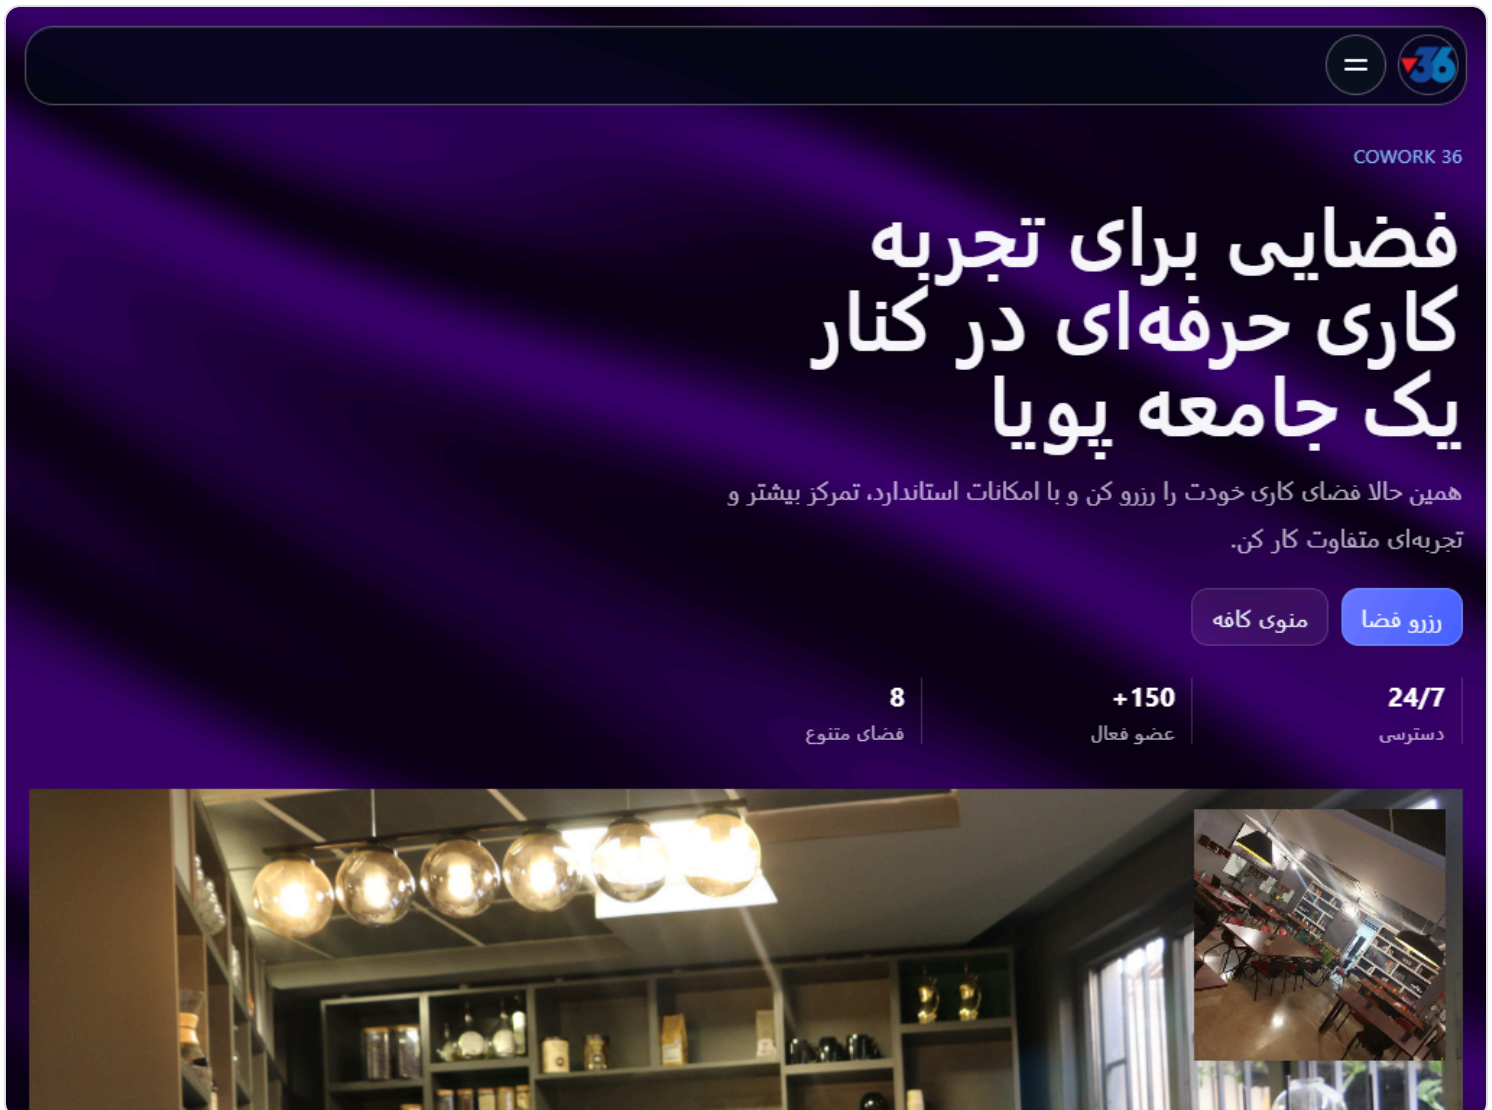 36
COWORK 36
فضایی برای تجربه
کاری حرفه‌ای در کنار
یک جامعه پویا
همین حالا فضای کاری خودت را رزرو کن و با امکانات استاندارد، تمرکز بیشتر و
تجربه‌ای متفاوت کار کن.
رزرو فضا
منوی کافه
24/7
دسترسی
+150
عضو فعال
8
فضای متنوع